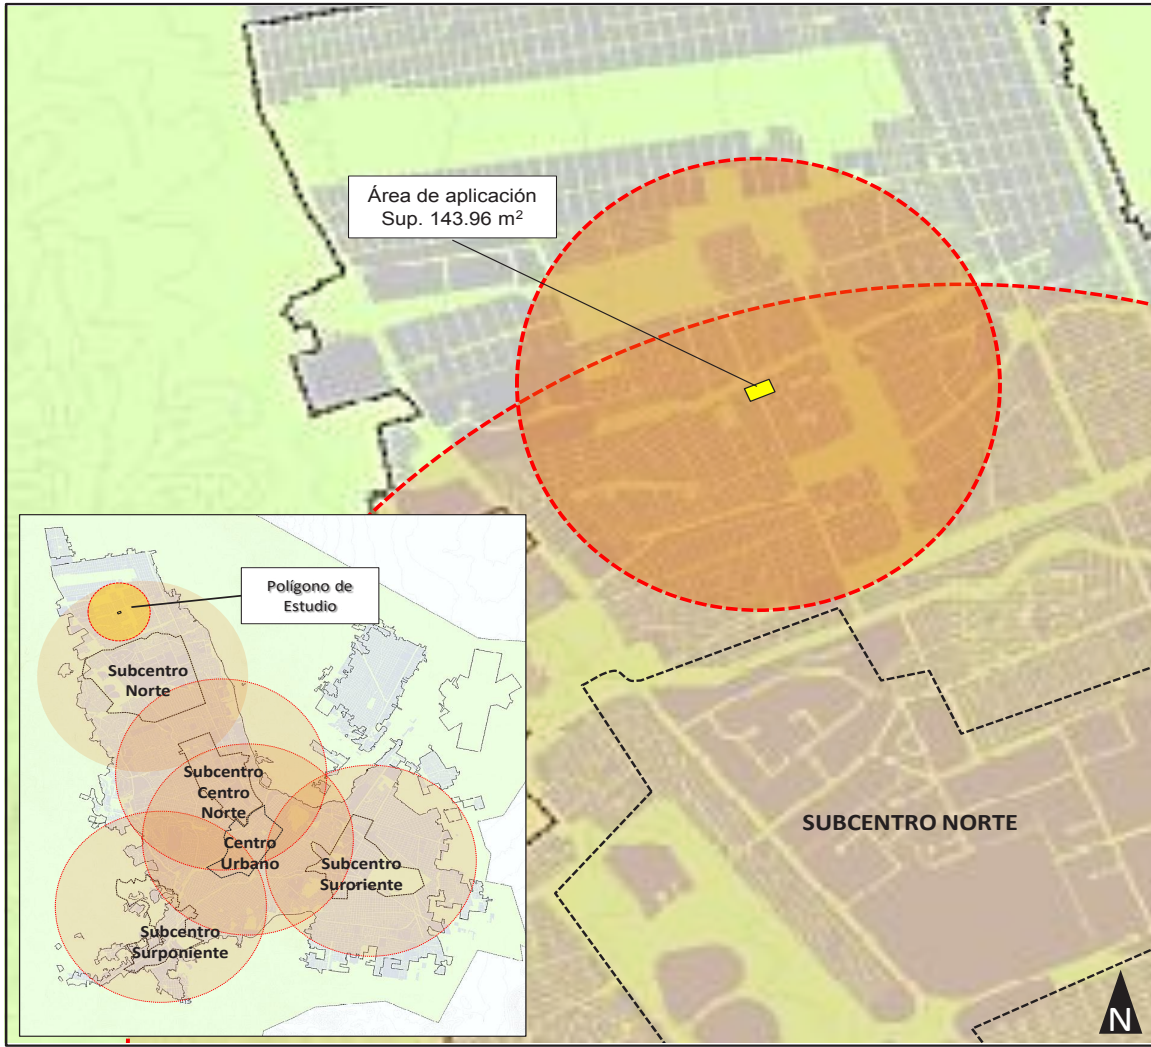 Área de aplicación
Sup. 143.96 m²
Polígono de
Estudio
Subcentro
Norte
Subcentro
Centro
Norte
Centro
Urbano
Subcentro
Suroriente
Subcentro
Surponiente
SUBCENTRO NORTE
N